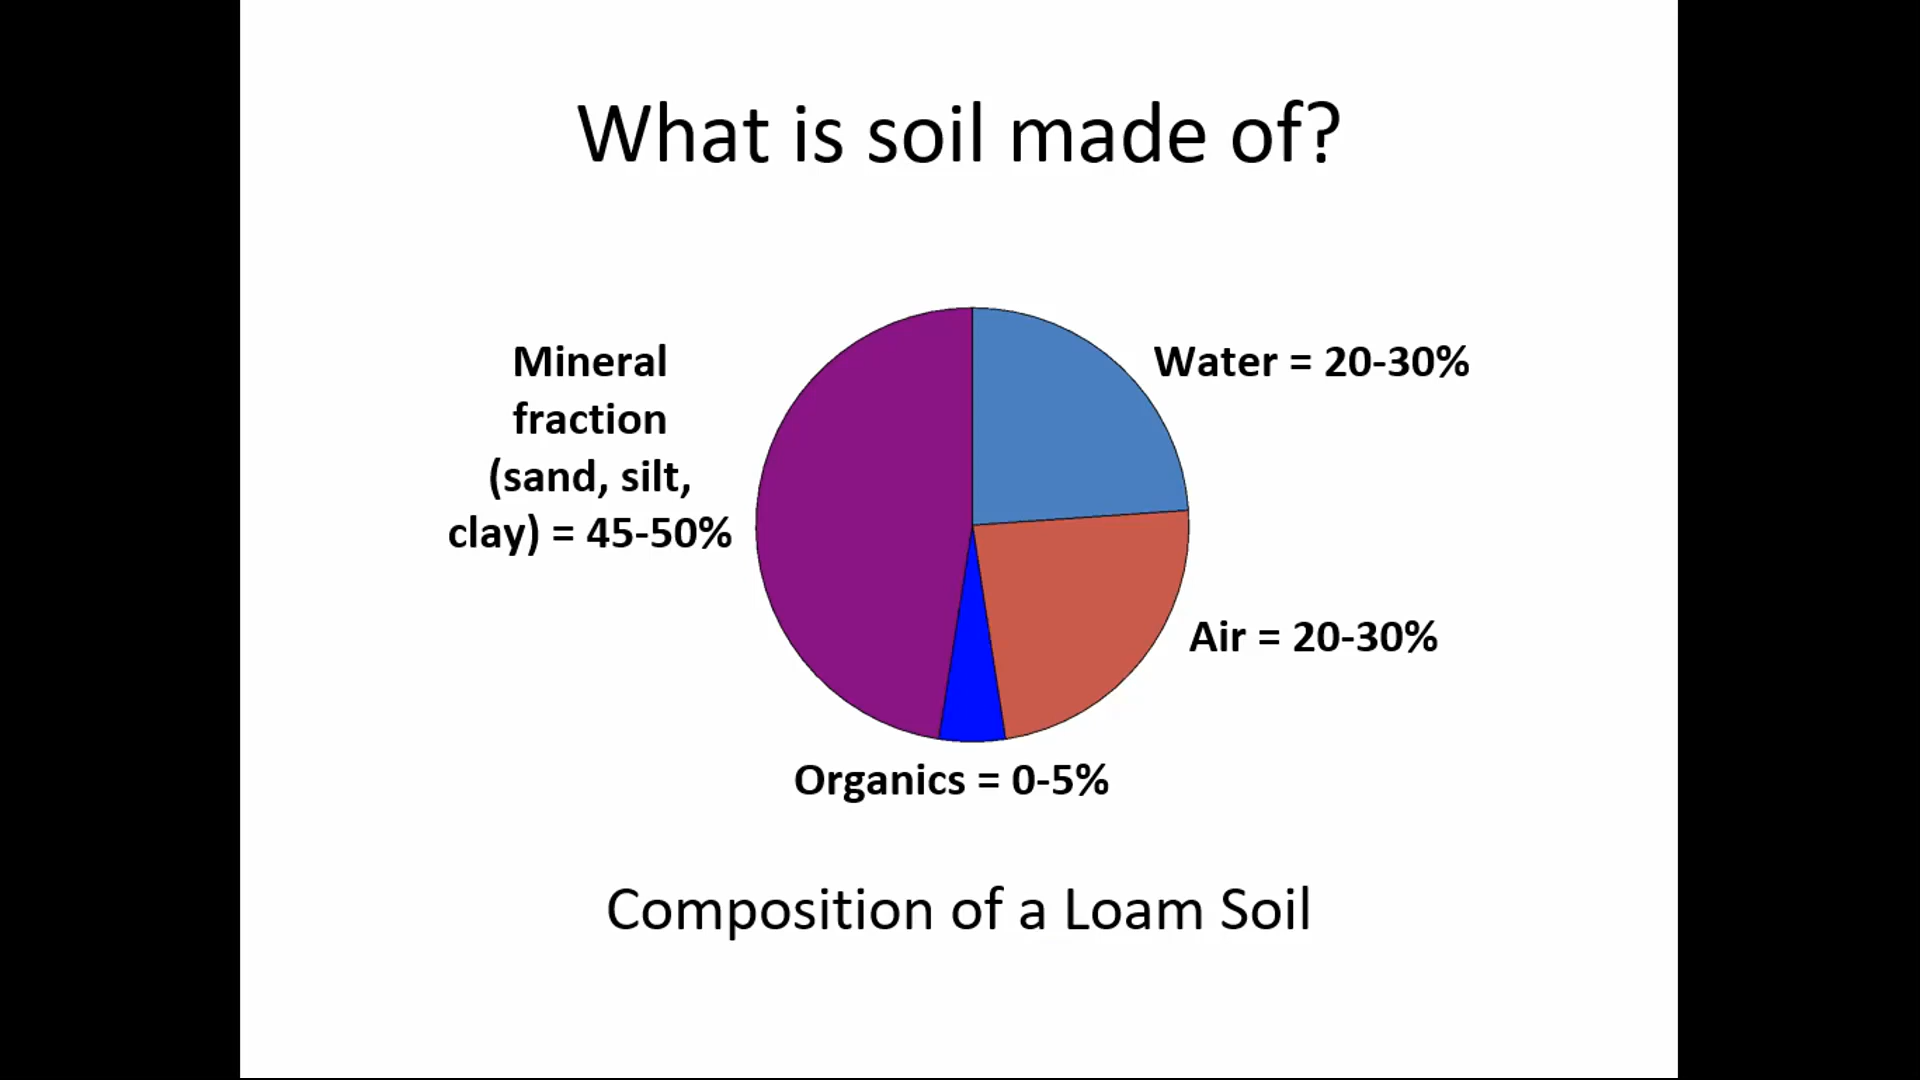 What is soil made of?
Mineral
fraction
(sand, silt,
clay) = 45-50%
Water = 20-30%
Air = 20-30%
Organics = 0-5%
Composition of a Loam Soil